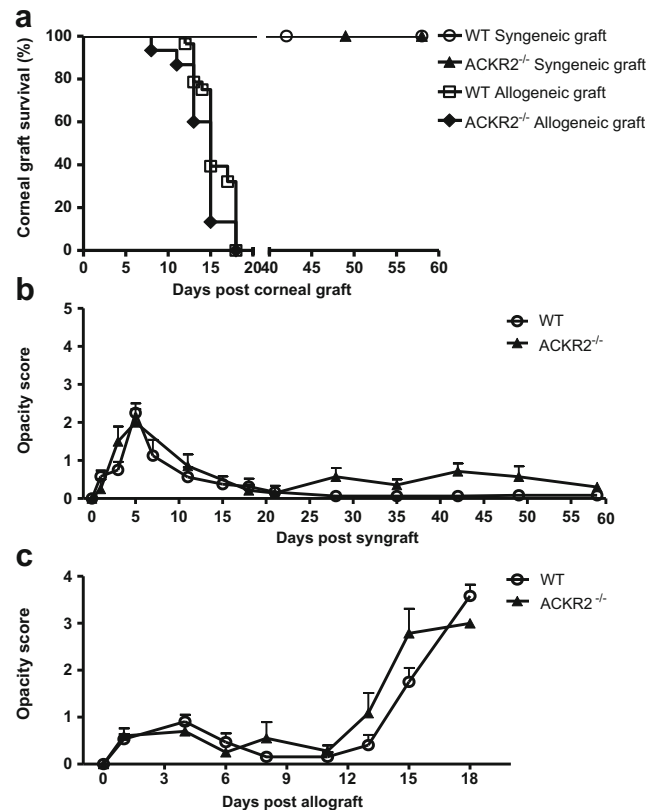 a
Corneal graft survival (%)
100
80
60
40
20
0
0 5 10 15 20 40 45 50 55 60
Days post corneal graft
WT Syngeneic graft
ACKR2-/- Syngeneic graft
WT Allogeneic graft
ACKR2-/- Allogeneic graft
b
Opacity score
5
4
3
2
1
0
0 5 10 15 20 25 30 35 40 45 50 55 60
Days post syngraft
WT
ACKR2-/-
c
Opacity score
4
3
2
1
0
0 3 6 9 12 15 18
Days post allograft
WT
ACKR2-/-